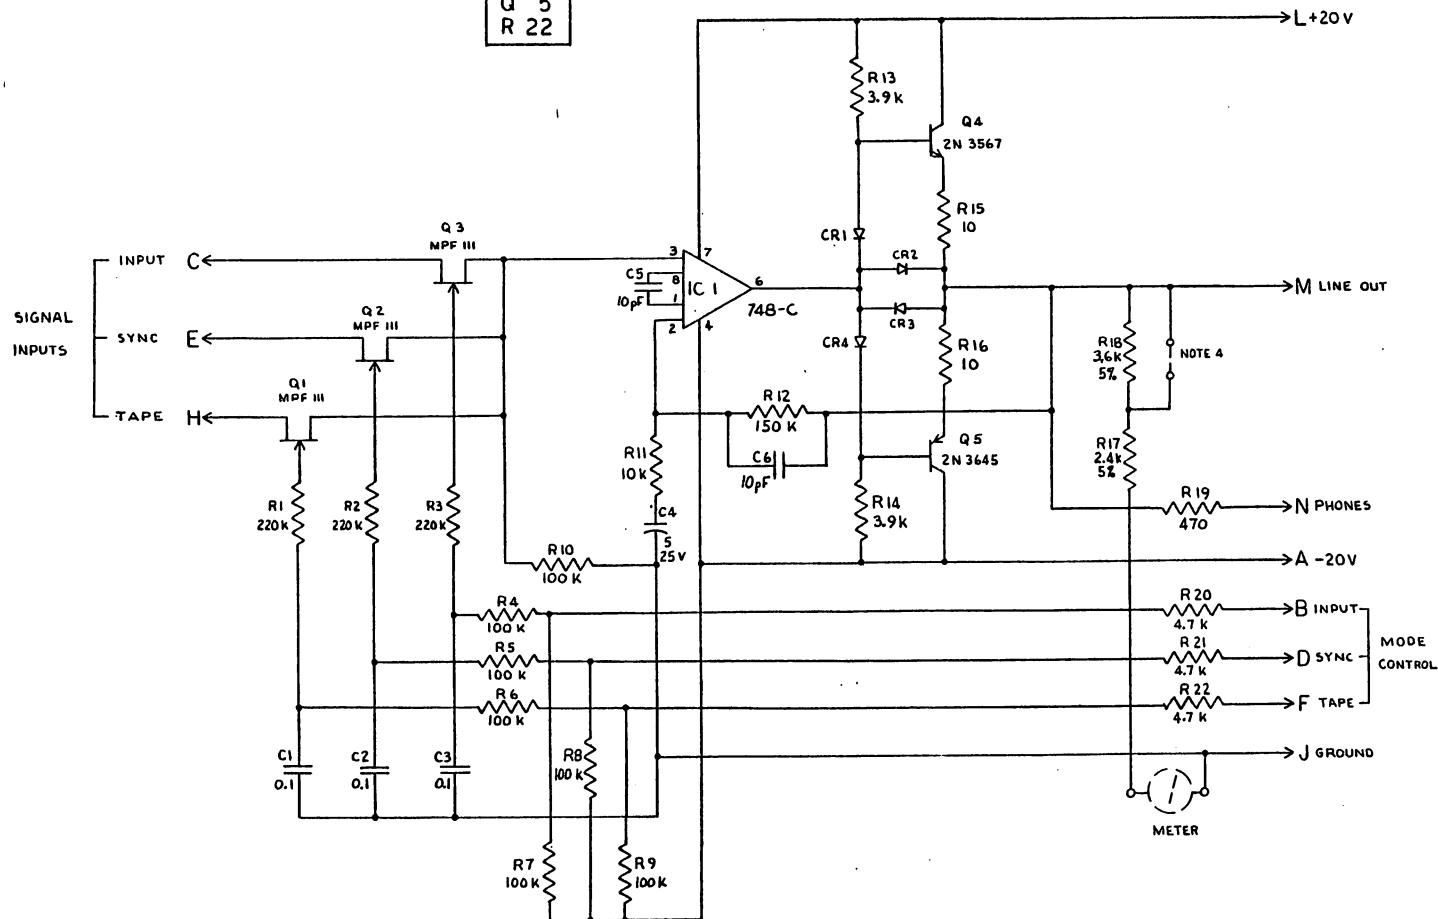 Q 5
R 22
L +20V
R13
3.9K
Q4
2N 3567
R15
10
Q3
MPF III
CR1
CR2
INPUT C
3
7
C5
8
IC 1
6
10pF
1
748-C
2
4
M LINE OUT
SIGNAL
INPUTS
Q2
MPF III
SYNC E
CR3
CR4
R16
10
R18
3.6K
5%
NOTE 4
Q1
MPF III
TAPE H
R12
150 K
C6
10pF
Q5
2N 3645
R17
2.4K
5%
R11
10K
R1
220K
R2
220K
R3
220K
C4
5
25V
R14
3.9K
R19
470
N PHONES
R10
100 K
A -20V
R4
100 K
R20
4.7 K
B INPUT
R5
100 K
R21
4.7 K
D SYNC
MODE
CONTROL
R6
100 K
R22
4.7 K
F TAPE
C1
0.1
C2
0.1
C3
0.1
R8
100 K
J GROUND
METER
R7
100K
R9
100K